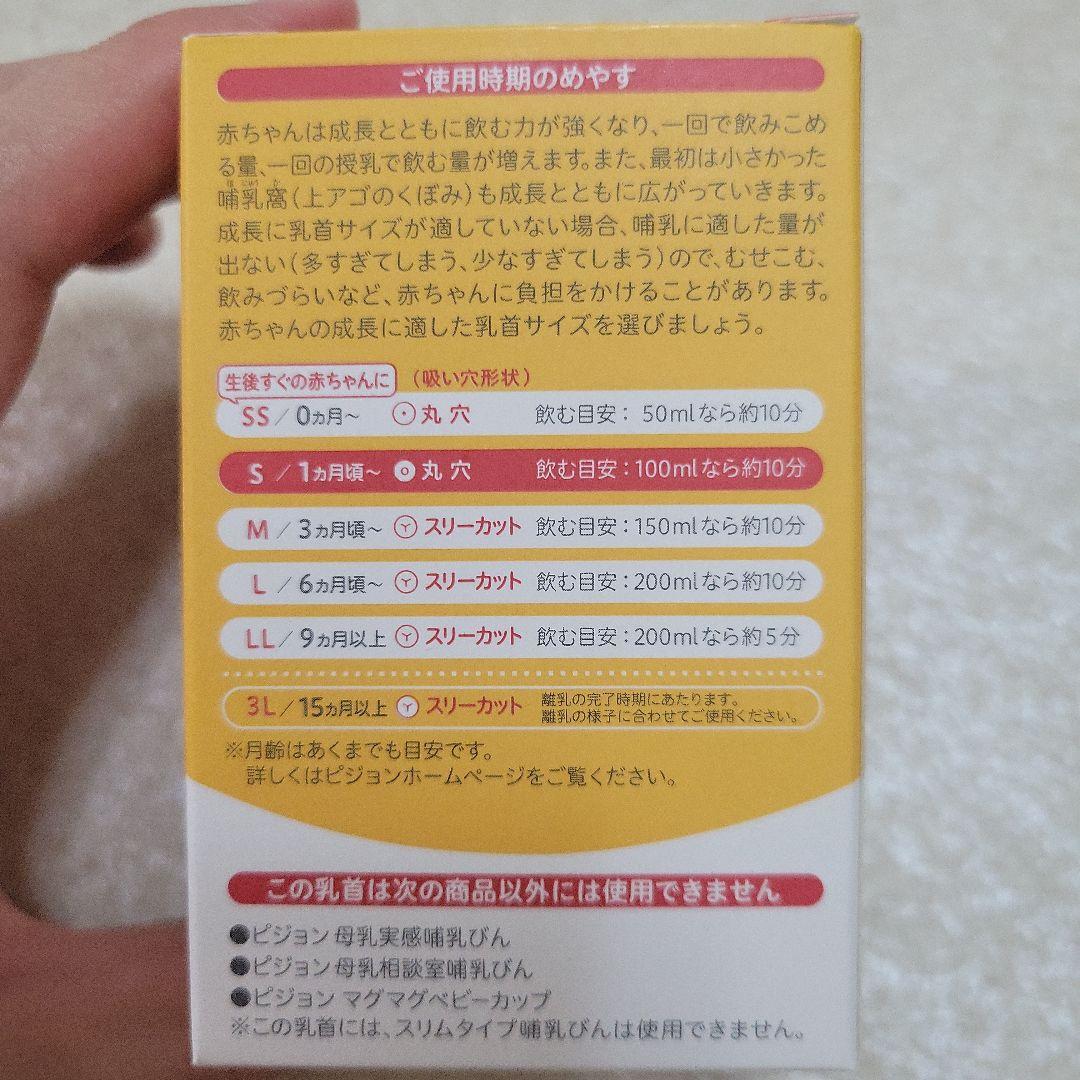 ご使用時期のめやす
赤ちゃんは成長とともに飲む力が強くなり、一回で飲みこめ
る量、一回の授乳で飲む量が増えます。また、最初は小さかった
哺乳窩(上アゴのくぼみ)も成長とともに広がっていきます。
成長に乳首サイズが適していない場合、哺乳に適した量が
出ない(多すぎてしまう、少なすぎてしまう)ので、むせこむ、
飲みづらいなど、赤ちゃんに負担をかけることがあります。
赤ちゃんの成長に適した乳首サイズを選びましょう。
生後すぐの赤ちゃんに (吸い穴形状)
SS/0ヵ月~ 丸穴 飲む目安:50mlなら約10分
S/1ヵ月頃~ 丸穴 飲む目安:100mlなら約10分
M/3ヵ月頃~ スリーカット 飲む目安:150mlなら約10分
L/6ヵ月頃~ スリーカット 飲む目安:200mlなら約10分
LL/9ヵ月以上 スリーカット 飲む目安:200mlなら約5分
3L/15ヵ月以上 スリーカット 離乳の完了時期にあたります。
離乳の様子に合わせてご使用ください。
※月齢はあくまでも目安です。
詳しくはピジョンホームページをご覧ください。
この乳首は次の商品以外には使用できません
●ピジョン 母乳実感哺乳びん
●ピジョン 母乳相談室哺乳びん
●ピジョン マグマグベビーカップ
※この乳首には、スリムタイプ哺乳びんは使用できません。